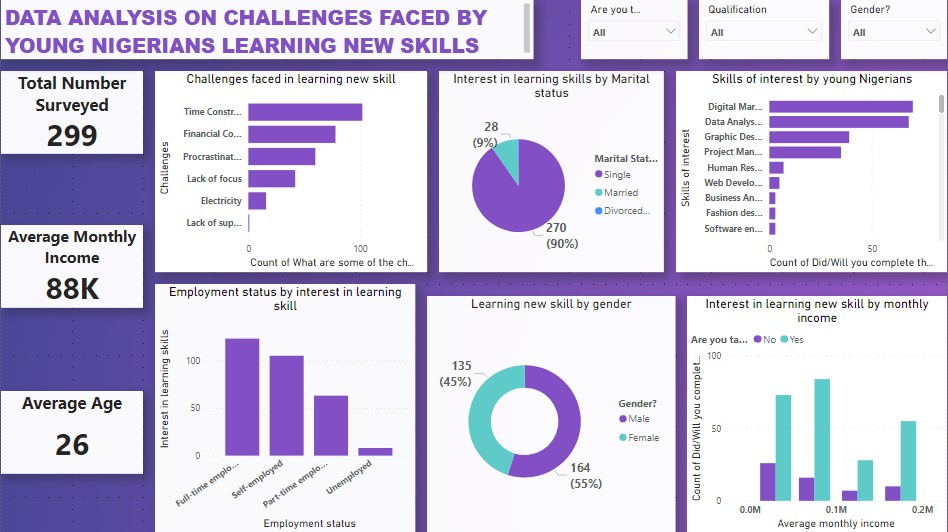 DATA ANALYSIS ON CHALLENGES FACED BY
YOUNG NIGERIANS LEARNING NEW SKILLS
Are you t...
All
Qualification
All
Gender?
All
Total Number
Surveyed
299
Average Monthly
Income
88K
Average Age
26
Challenges faced in learning new skill
Challenges
Time Constr...
Financial Co...
Procrastinat...
Lack of focus
Electricity
Lack of sup...
0
100
Count of What are some of the ch...
Interest in learning skills by Marital
status
28
(9%)
270
(90%)
Marital Stat...
Single
Married
Divorced...
Skills of interest by young Nigerians
Skills of interest
Digital Mar...
Data Analys...
Graphic Des...
Project Man...
Human Res...
Web Develo...
Business An...
Fashion des...
Software en...
0
50
Count of Did/Will you complete th...
Employment status by interest in learning
skill
Interest in learning skills
100
50
0
Full-time emplo...
Self-employed
Part-time emplo...
Unemployed
Employment status
Learning new skill by gender
135
(45%)
164
(55%)
Gender?
Male
Female
Interest in learning new skill by monthly
income
Are you ta...
No
Yes
Count of Did/Will you complet...
100
50
0
0.0M
0.1M
0.2M
Average monthly income